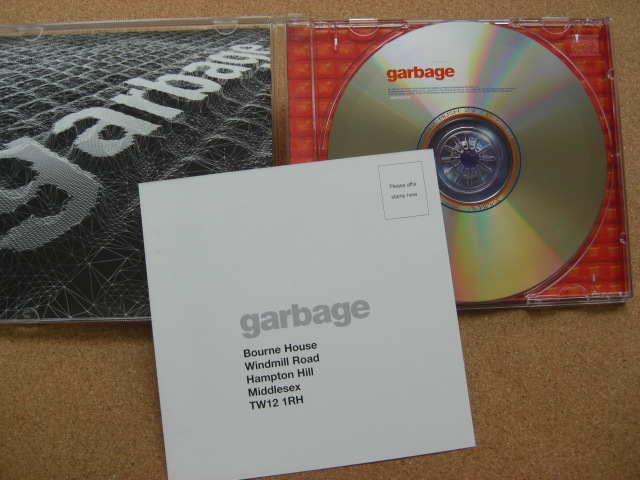 garbage
garbage
Please affix
stamp here
garbage
Bourne House
Windmill Road
Hampton Hill
Middlesex
TW12 1RH